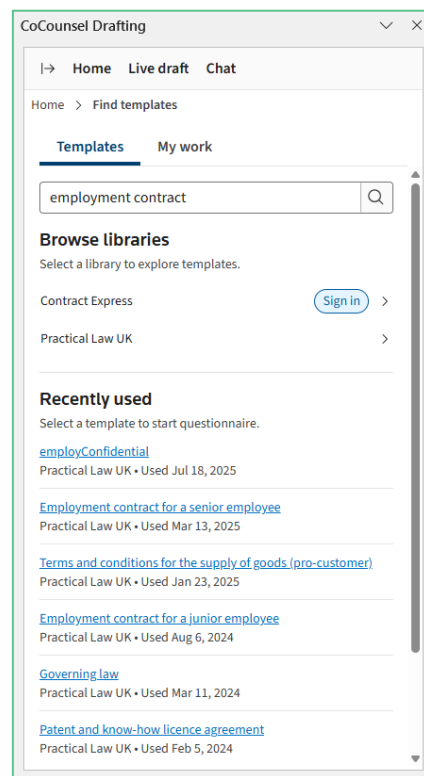 CoCounsel Drafting
Home Live draft Chat
Home > Find templates
Templates My work
employment contract
Browse libraries
Select a library to explore templates.
Contract Express Sign in
Practical Law UK
Recently used
Select a template to start questionnaire.
employConfidential
Practical Law UK • Used Jul 18, 2025
Employment contract for a senior employee
Practical Law UK • Used Mar 13, 2025
Terms and conditions for the supply of goods (pro-customer)
Practical Law UK • Used Jan 23, 2025
Employment contract for a junior employee
Practical Law UK • Used Aug 6, 2024
Governing law
Practical Law UK • Used Mar 11, 2024
Patent and know-how licence agreement
Practical Law UK • Used Feb 5, 2024